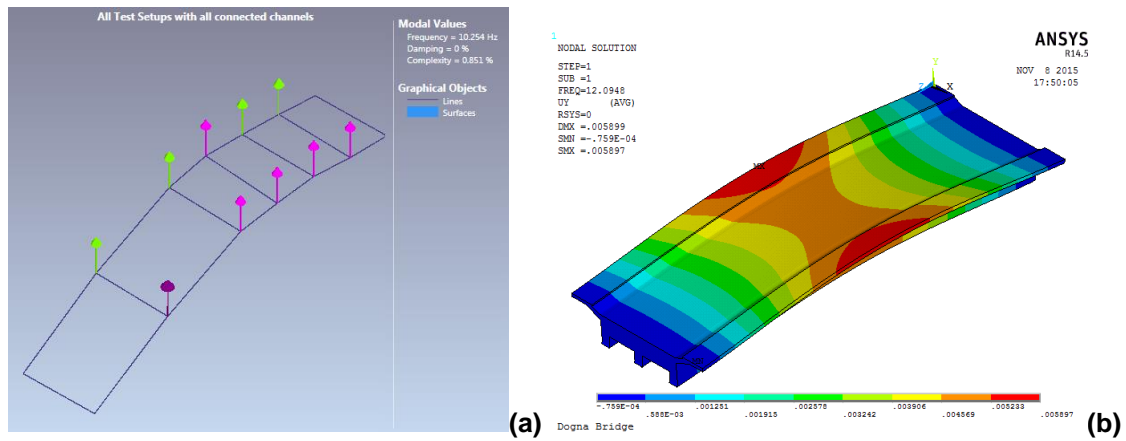 All Test Setups with all connected channels
Modal Values
Frequency = 10.254 Hz
Damping = 0 %
Complexity = 0.851 %
Graphical Objects
Lines
Surfaces
(a)
1
NODAL SOLUTION
STEP=1
SUB =1
FREQ=12.0948
UY (AVG)
RSYS=0
DMX =.005899
SMN =-.759E-04
SMX =.005897
ANSYS
R14.5
NOV 8 2015
17:50:05
Y
Z X
MX
-.759E-04
.588E-03
.001251
.001915
.002578
.003242
.003906
.004569
.005233
.005897
Dogna Bridge
(b)